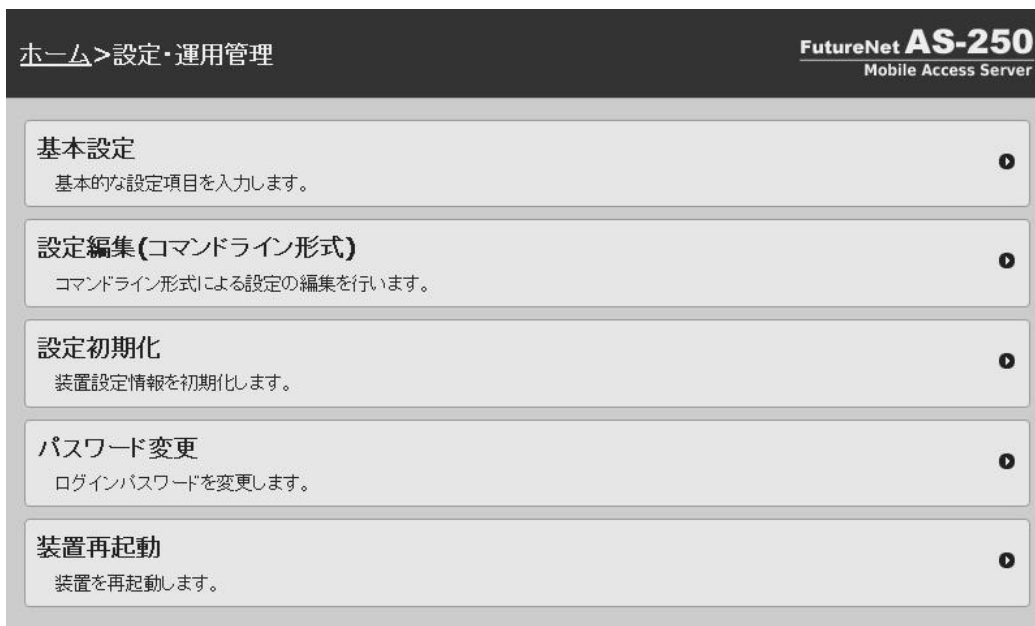 ホーム>設定・運用管理
FutureNet AS-250
Mobile Access Server
基本設定
基本的な設定項目を入力します。
設定編集(コマンドライン形式)
コマンドライン形式による設定の編集を行います。
設定初期化
装置設定情報を初期化します。
パスワード変更
ログインパスワードを変更します。
装置再起動
装置を再起動します。